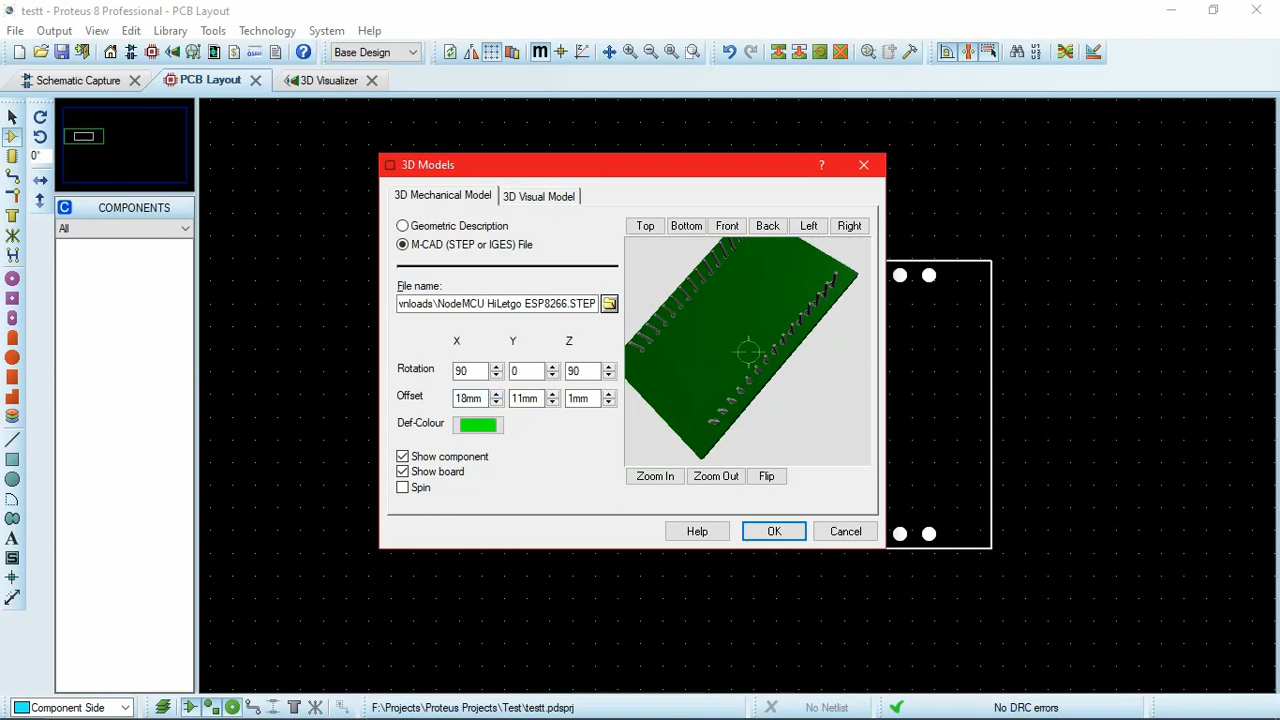 testt - Proteus 8 Professional - PCB Layout
File Output View Edit Library Tools Technology System Help
Base Design
Schematic Capture
PCB Layout
3D Visualizer
0°
COMPONENTS
All
3D Models
3D Mechanical Model
3D Visual Model
Geometric Description
M-CAD (STEP or IGES) File
File name:
vnloads\NodeMCU HiLetgo ESP8266.STEP
X Y Z
Rotation 90 0 90
Offset 18mm 11mm 1mm
Def-Colour
Show component
Show board
Spin
Top Bottom Front Back Left Right
Zoom In Zoom Out Flip
Help OK Cancel
Component Side
F:\Projects\Proteus Projects\Test\testt.pdsprj
No Netlist
No DRC errors